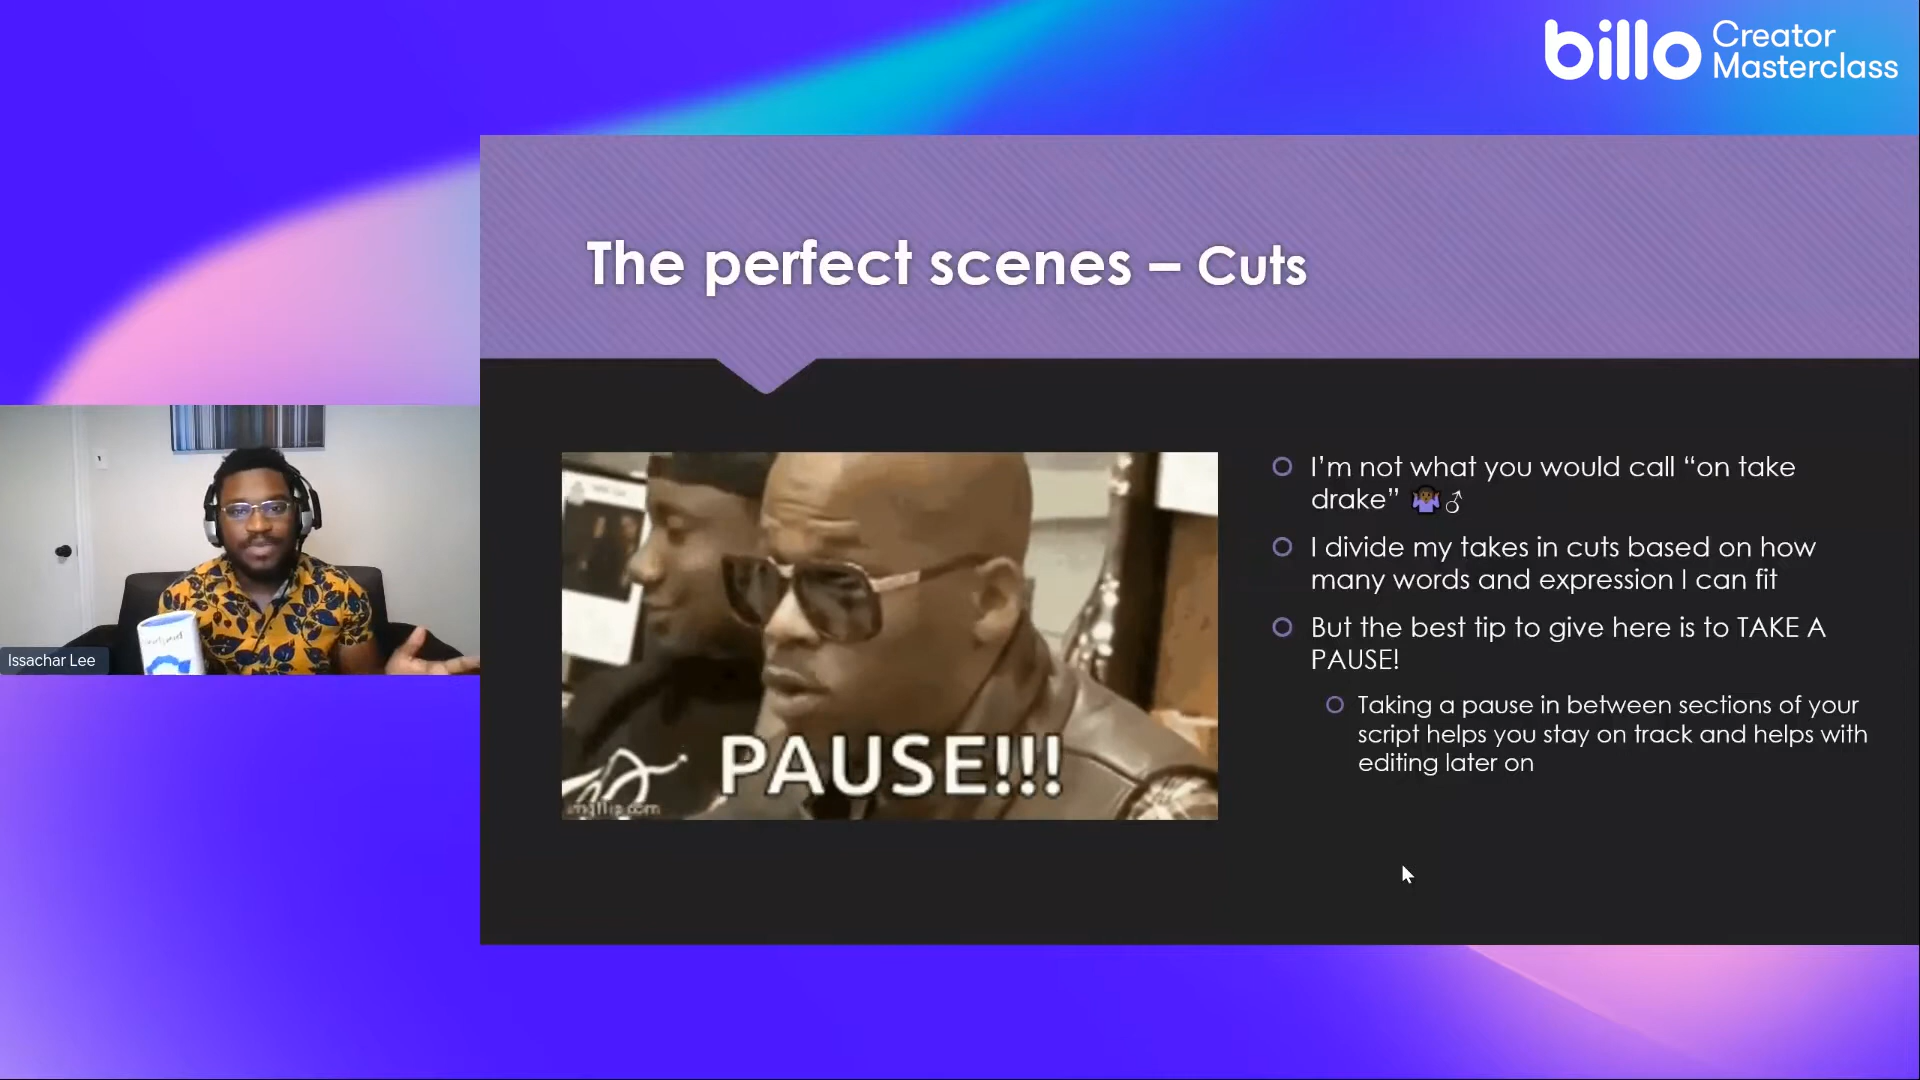 billo Creator
Masterclass
The perfect scenes – Cuts
I'm not what you would call “on take
drake” 🤷🏾‍♂
I divide my takes in cuts based on how
many words and expression I can fit
But the best tip to give here is to TAKE A
PAUSE!
Taking a pause in between sections of your
script helps you stay on track and helps with
editing later on
PAUSE!!!
imgflip.com
Issachar Lee